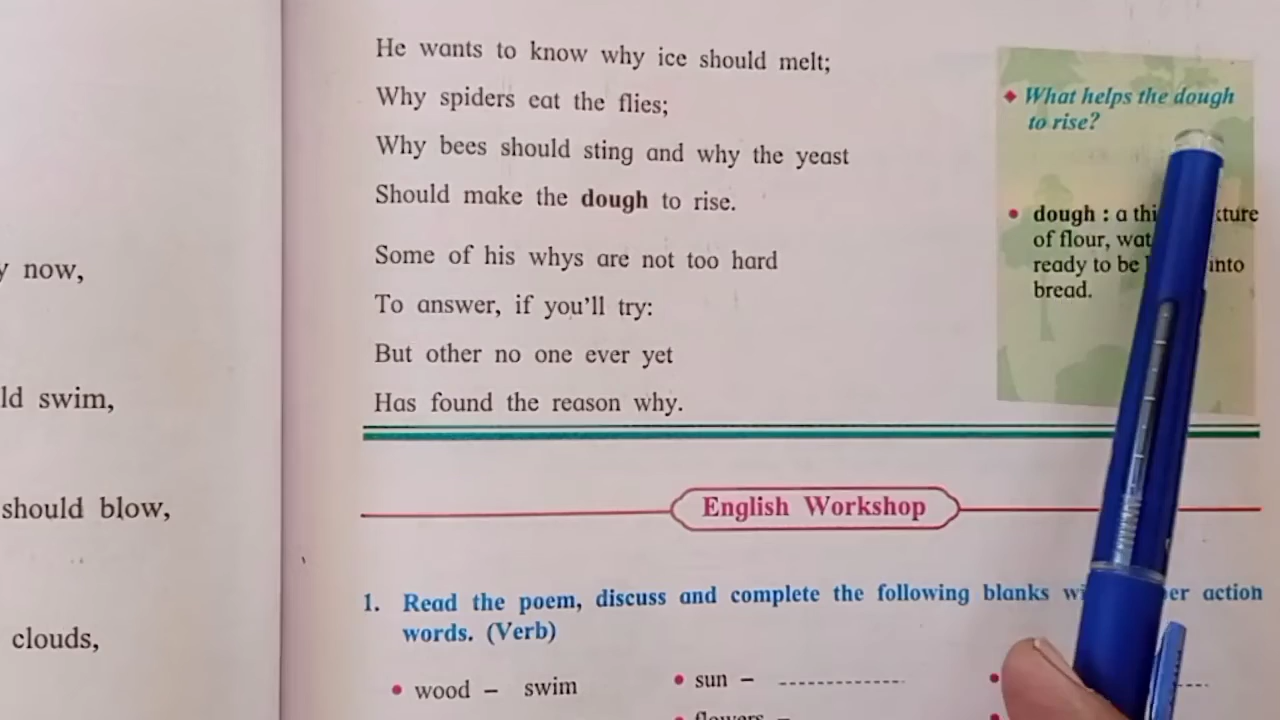 y now,
ld swim,
should blow,
clouds,
He wants to know why ice should melt;
Why spiders eat the flies;
Why bees should sting and why the yeast
Should make the dough to rise.
Some of his whys are not too hard
To answer, if you'll try:
But other no one ever yet
Has found the reason why.
What helps the dough
to rise?
dough : a thi xture
of flour, wat
ready to be into
bread.
English Workshop
1. Read the poem, discuss and complete the following blanks wi er action
words. (Verb)
wood – swim
sun –
flowers –